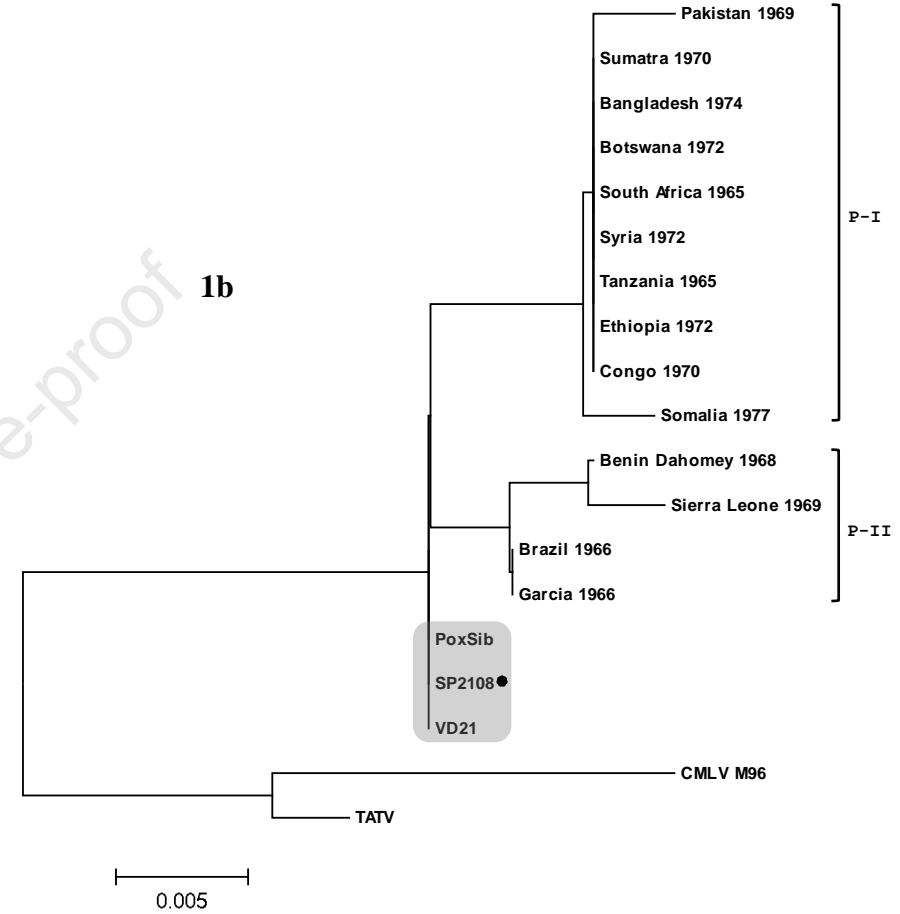 Pakistan 1969
Sumatra 1970
Bangladesh 1974
Botswana 1972
South Africa 1965
P-I
Syria 1972
1b
Tanzania 1965
Ethiopia 1972
Congo 1970
Somalia 1977
e-proof
Benin Dahomey 1968
Sierra Leone 1969
P-II
Brazil 1966
Garcia 1966
PoxSib
SP2108
VD21
CMLV M96
TATV
0.005